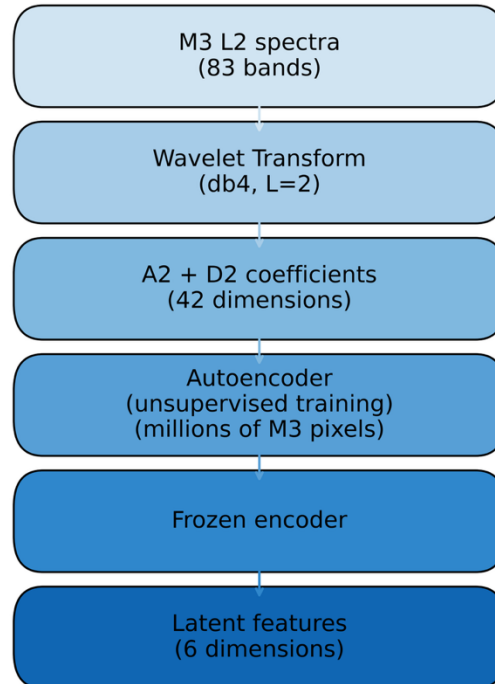 M3 L2 spectra
(83 bands)
Wavelet Transform
(db4, L=2)
A2 + D2 coefficients
(42 dimensions)
Autoencoder
(unsupervised training)
(millions of M3 pixels)
Frozen encoder
Latent features
(6 dimensions)